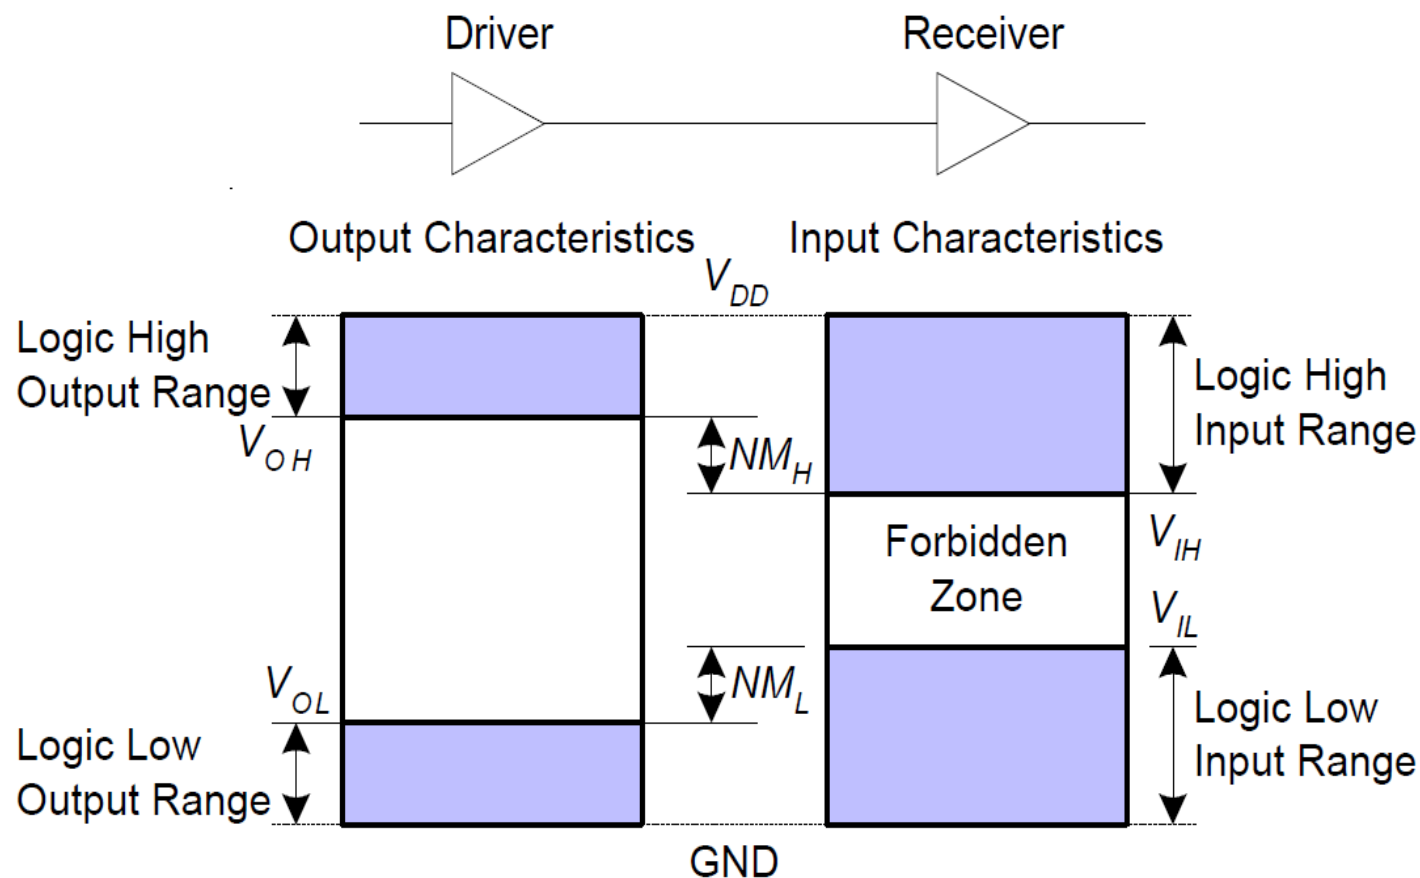 Driver
Receiver
Output Characteristics
Input Characteristics
VDD
Logic High
Output Range
Logic High
Input Range
VOH
NMH
Forbidden
Zone
VIH
VIL
VOL
NML
Logic Low
Output Range
Logic Low
Input Range
GND